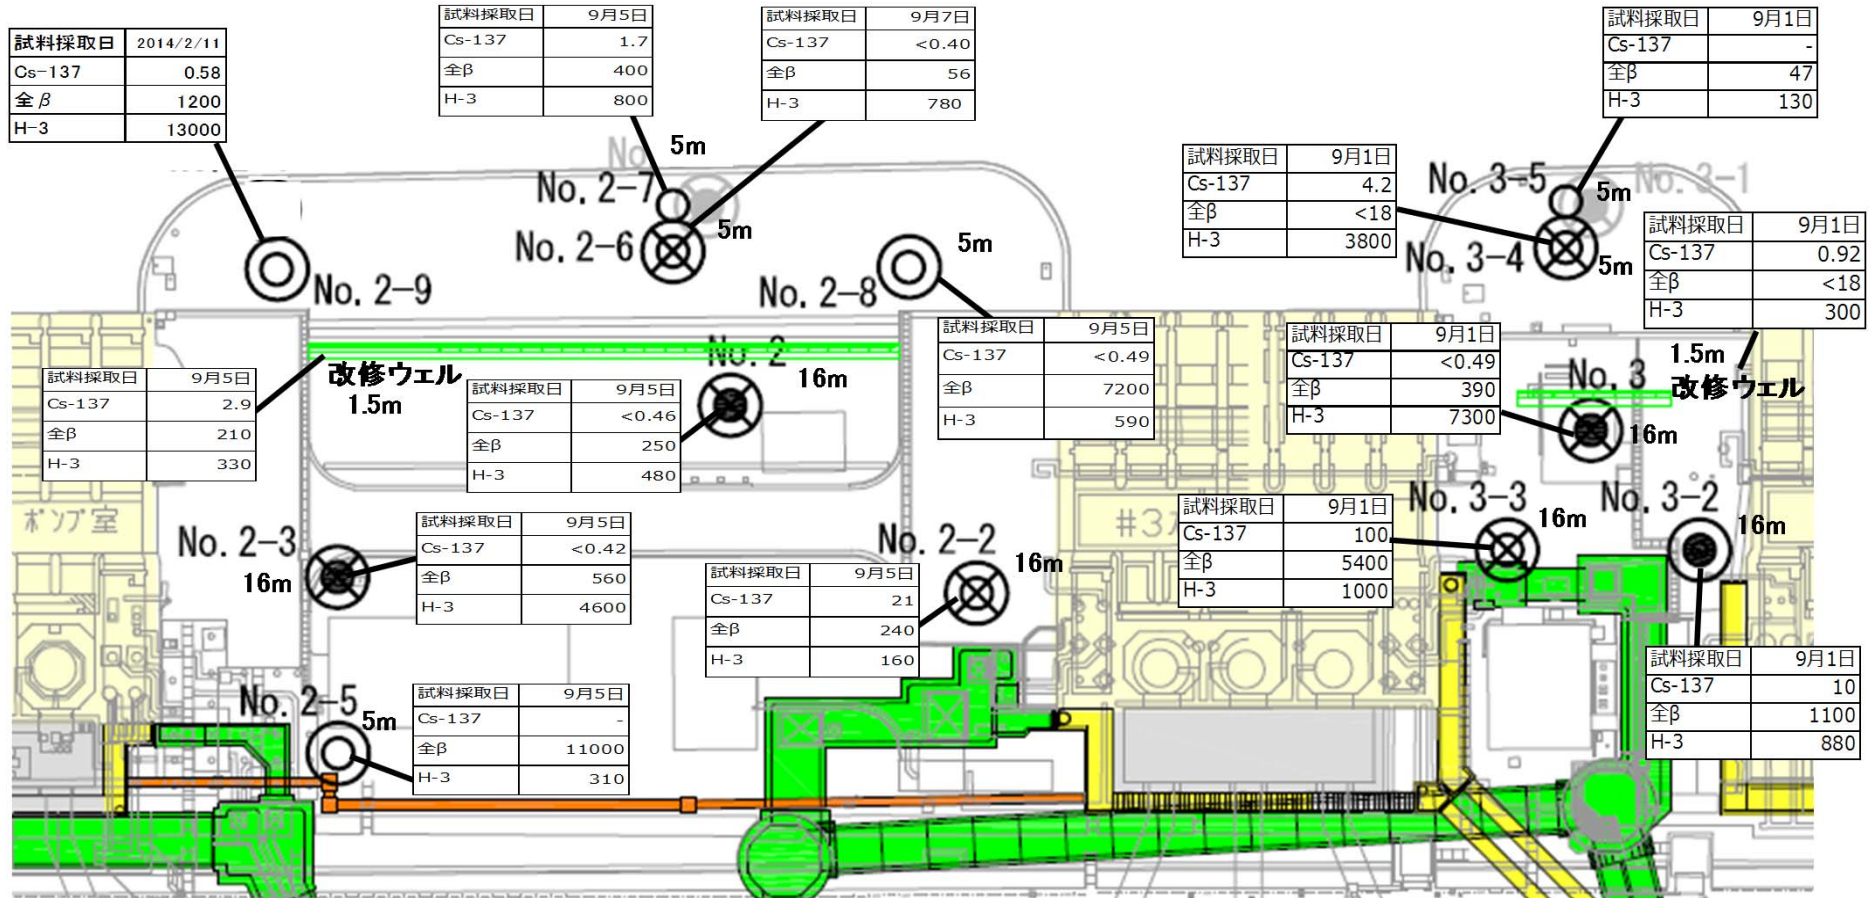 試料採取日 2014/2/11
Cs-137 0.58
全β 1200
H-3 13000
試料採取日 9月5日
Cs-137 1.7
全β 400
H-3 800
試料採取日 9月7日
Cs-137 <0.40
全β 56
H-3 780
試料採取日 9月1日
Cs-137 -
全β 47
H-3 130
試料採取日 9月1日
Cs-137 4.2
全β <18
H-3 3800
試料採取日 9月1日
Cs-137 0.92
全β <18
H-3 300
No
5m
No. 2-7
No. 2-6
5m
No. 2-9
No. 2-8
5m
No. 3-5
5m
No. 3-1
No. 3-4
5m
試料採取日 9月5日
Cs-137 <0.49
全β 7200
H-3 590
試料採取日 9月1日
Cs-137 <0.49
全β 390
H-3 7300
1.5m
改修ウェル
No. 3
16m
試料採取日 9月5日
Cs-137 2.9
全β 210
H-3 330
改修ウェル
1.5m
No. 2
16m
試料採取日 9月5日
Cs-137 <0.46
全β 250
H-3 480
ポンプ室
No. 2-3
16m
試料採取日 9月5日
Cs-137 <0.42
全β 560
H-3 4600
No. 2-2
16m
試料採取日 9月5日
Cs-137 21
全β 240
H-3 160
#3
試料採取日 9月1日
Cs-137 100
全β 5400
H-3 1000
No. 3-3
16m
No. 3-2
16m
No. 2-5
5m
試料採取日 9月5日
Cs-137 -
全β 11000
H-3 310
試料採取日 9月1日
Cs-137 10
全β 1100
H-3 880